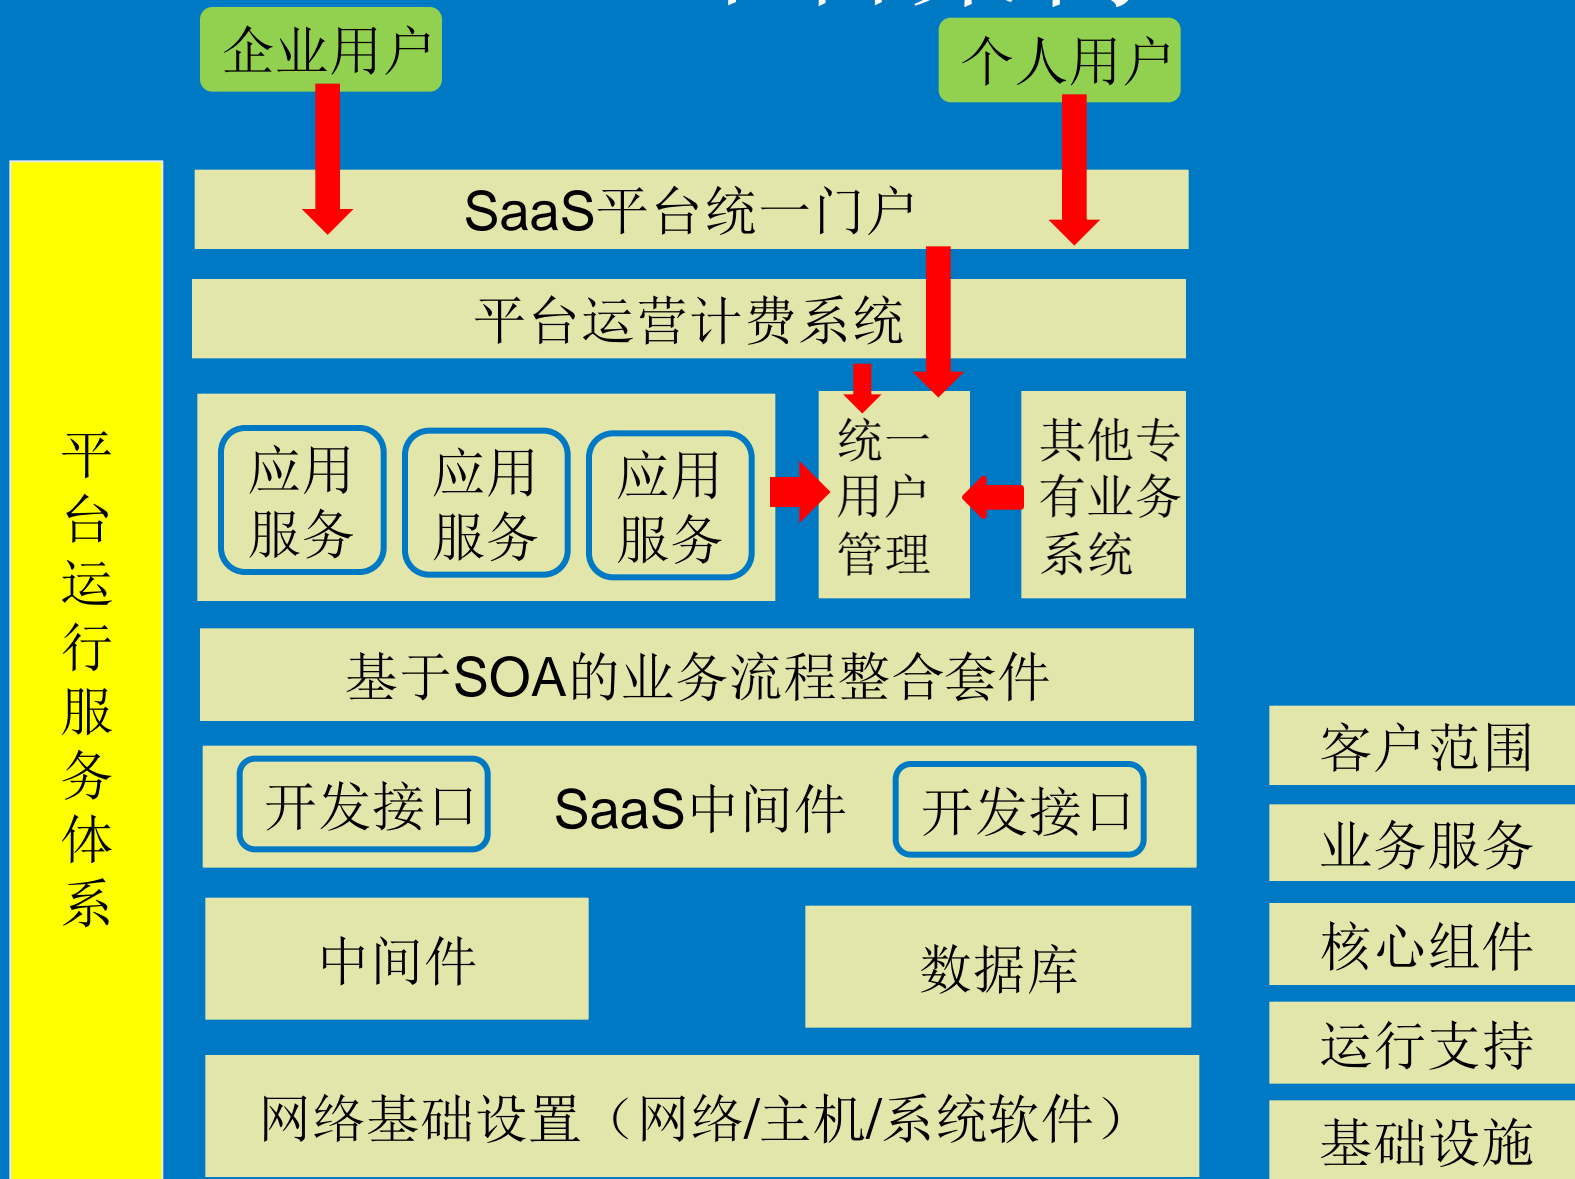 企业用户
个人用户
SaaS平台统一门户
平台运营计费系统
应用
服务
应用
服务
应用
服务
统一
用户
管理
其他专
有业务
系统
平
台
运
行
服
务
体
系
基于SOA的业务流程整合套件
开发接口
SaaS中间件
开发接口
中间件
数据库
网络基础设置（网络/主机/系统软件）
客户范围
业务服务
核心组件
运行支持
基础设施